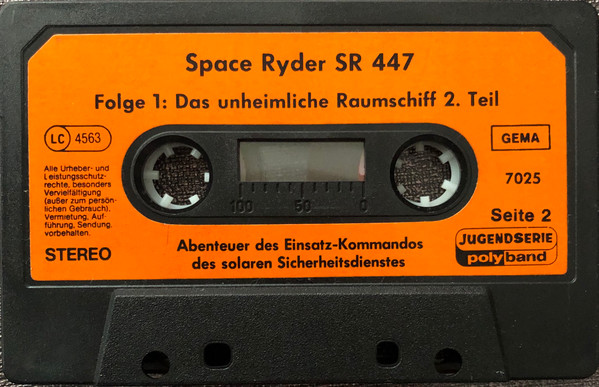 Space Ryder SR 447
Folge 1: Das unheimliche Raumschiff 2. Teil
LC 4563
GEMA
Alle Urheber- und
Leistungsschutz-
rechte, besonders
Vervielfältigung
(außer zum persön-
lichen Gebrauch),
Vermietung, Auf-
führung, Sendung,
vorbehalten.
STEREO
100 50 0
7025
Seite 2
Abenteuer des Einsatz-Kommandos
des solaren Sicherheitsdienstes
JUGENDSERIE
polyband